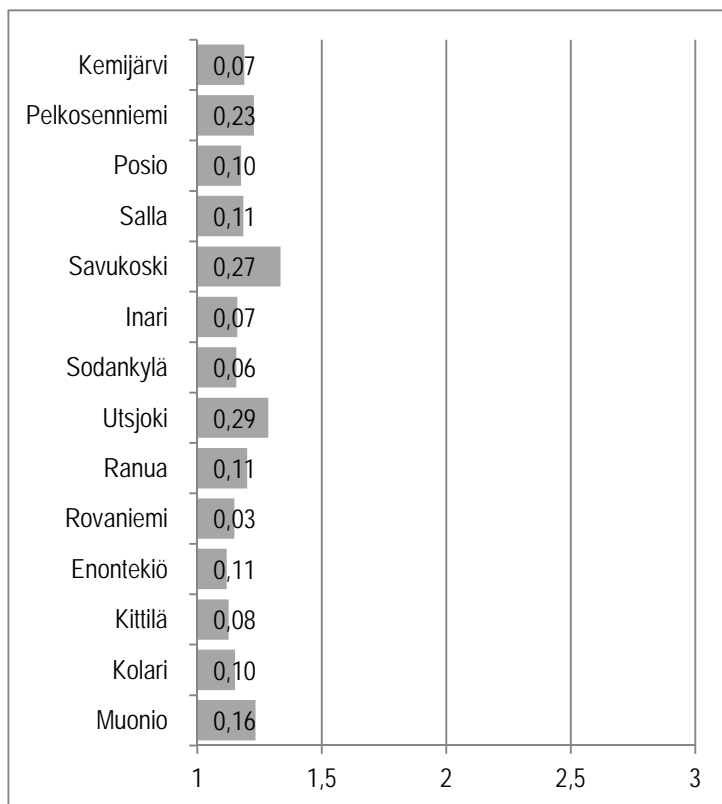 Kemijärvi 0,07
Pelkosenniemi 0,23
Posio 0,10
Salla 0,11
Savukoski 0,27
Inari 0,07
Sodankylä 0,06
Utsjoki 0,29
Ranua 0,11
Rovaniemi 0,03
Enontekiö 0,11
Kittilä 0,08
Kolari 0,10
Muonio 0,16
1 1,5 2 2,5 3